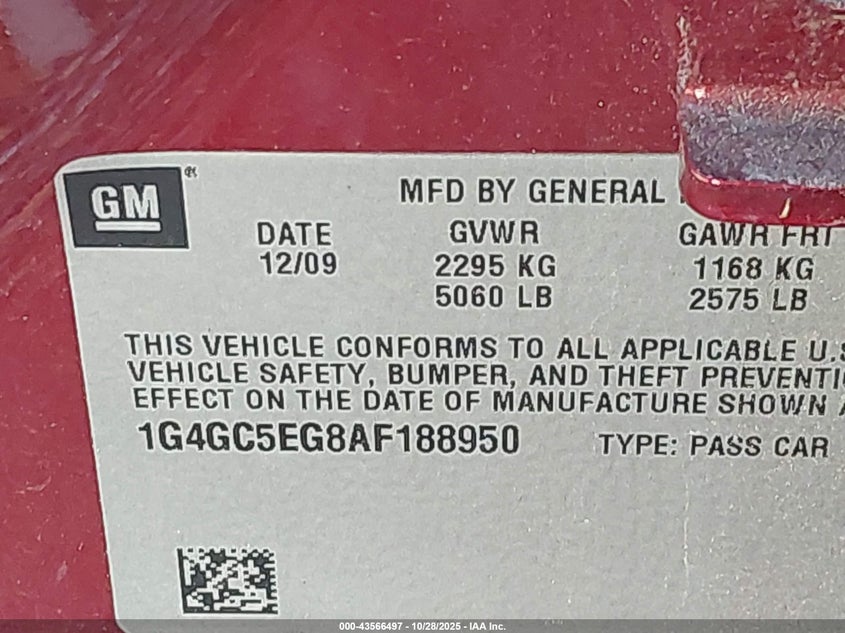 GM
MFD BY GENERAL
DATE GVWR GAWR FRT
12/09 2295 KG 1168 KG
5060 LB 2575 LB
THIS VEHICLE CONFORMS TO ALL APPLICABLE U.S
VEHICLE SAFETY, BUMPER, AND THEFT PREVENTI
EFFECT ON THE DATE OF MANUFACTURE SHOWN
1G4GC5EG8AF188950 TYPE: PASS CAR
000-43566497 - 10/28/2025 - IAA Inc.